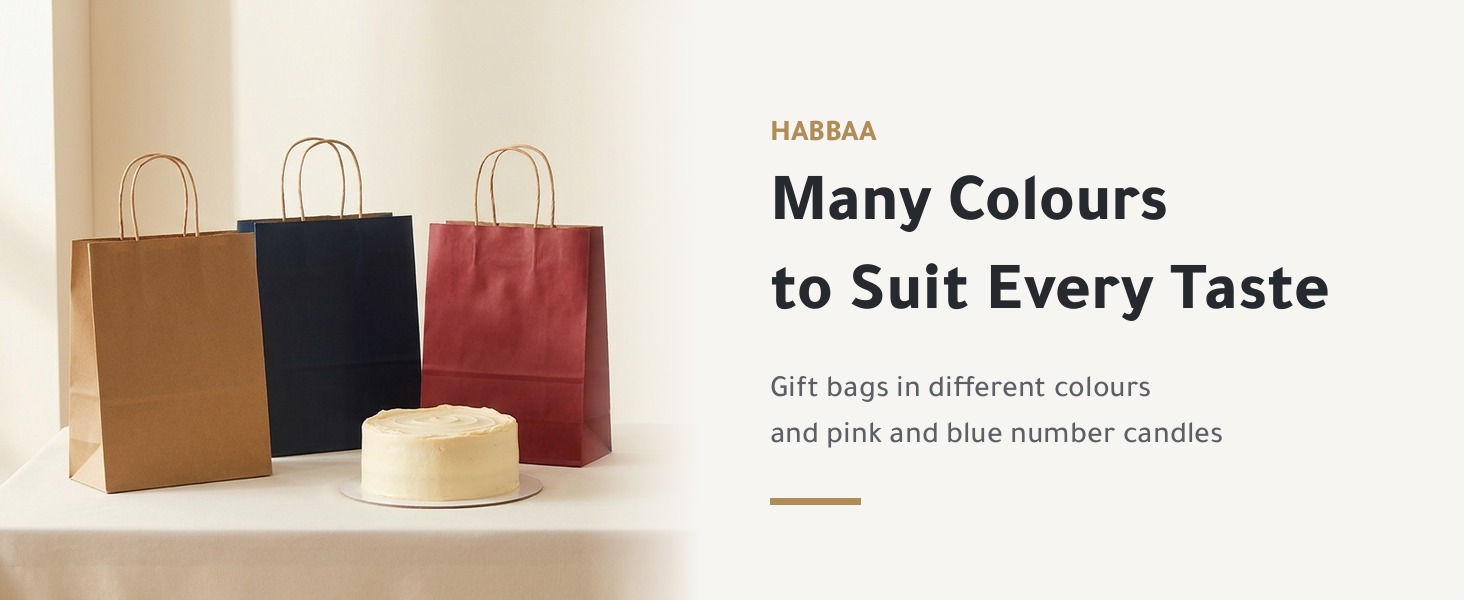 HABBAA
Many Colours
to Suit Every Taste
Gift bags in different colours
and pink and blue number candles